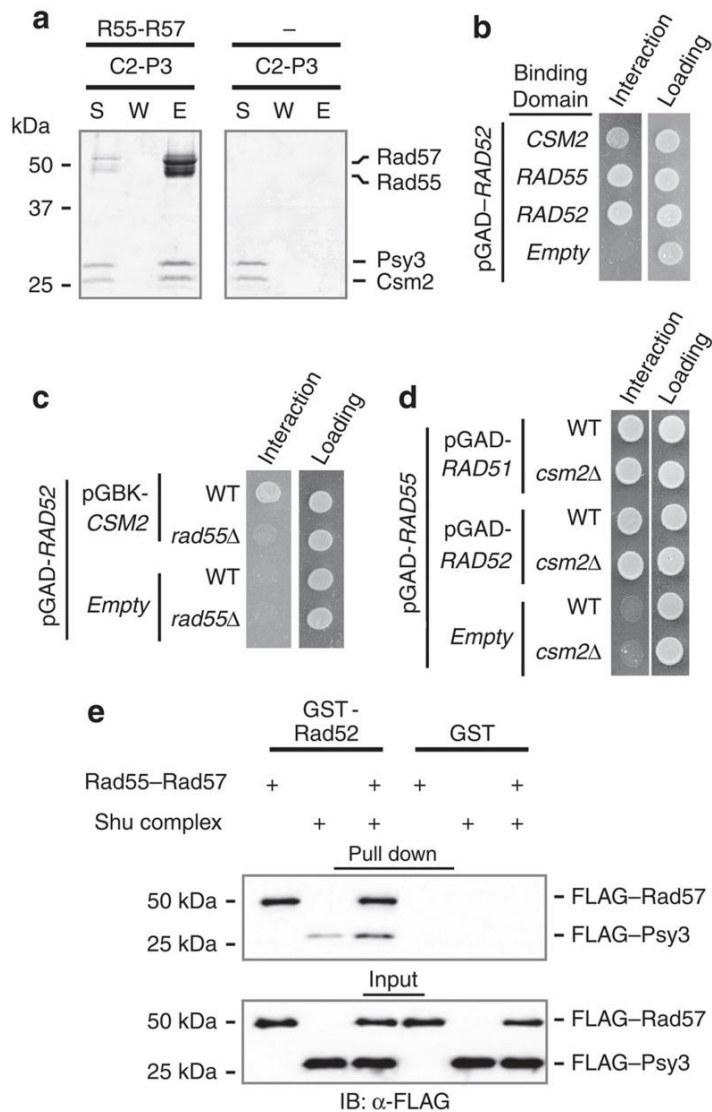 a
R55-R57 –
C2-P3 C2-P3
S W E S W E
kDa
50
37
25
Rad57
Rad55
Psy3
Csm2
b
Binding
Domain
Interaction
Loading
pGAD–RAD52
CSM2
RAD55
RAD52
Empty
c
Interaction
Loading
pGAD-RAD52
pGBK-
CSM2
WT
rad55Δ
Empty
WT
rad55Δ
d
Interaction
Loading
pGAD-RAD55
pGAD-
RAD51
WT
csm2Δ
pGAD-
RAD52
WT
csm2Δ
Empty
WT
csm2Δ
e
GST-
Rad52
GST
Rad55–Rad57 + + + +
Shu complex + + + +
Pull down
50 kDa
25 kDa
FLAG–Rad57
FLAG–Psy3
Input
50 kDa
25 kDa
FLAG–Rad57
FLAG–Psy3
IB: α-FLAG